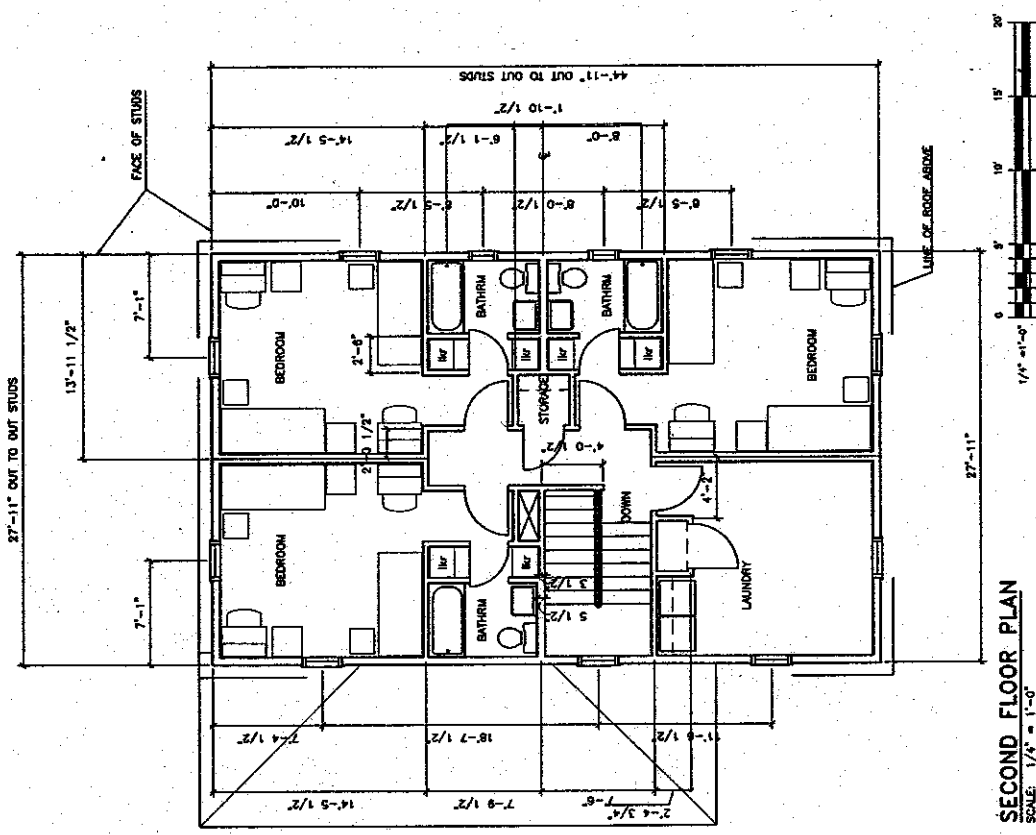 27'-11" OUT TO OUT STUDS
13'-11 1/2"
7'-1"
7'-1"
FACE OF STUDS
44'-11" OUT TO OUT STUDS
1'-10 1/2"
14'-5 1/2"
6'-1 1/2"
8'-0"
10'-0"
8'-5 1/2"
8'-0 1/2"
8'-5 1/2"
BEDROOM
BATHRM
BATHRM
BEDROOM
2'-6"
lkr
lkr
lkr
lkr
STORAGE
2'-0 1/2"
4'-0 1/2"
BEDROOM
lkr
lkr
BATHRM
DOWN
4'-2"
3 1/2"
5 1/2"
LAUNDRY
7'-4 1/2"
18'-7 1/2"
11'-6 1/2"
14'-5 1/2"
7'-9 1/2"
7'-6"
2'-4 3/4"
27'-11"
LINE OF ROOF ABOVE
0 5' 10' 15' 20'
1/4" =1'-0"
SECOND FLOOR PLAN
SCALE: 1/4" = 1'-0"